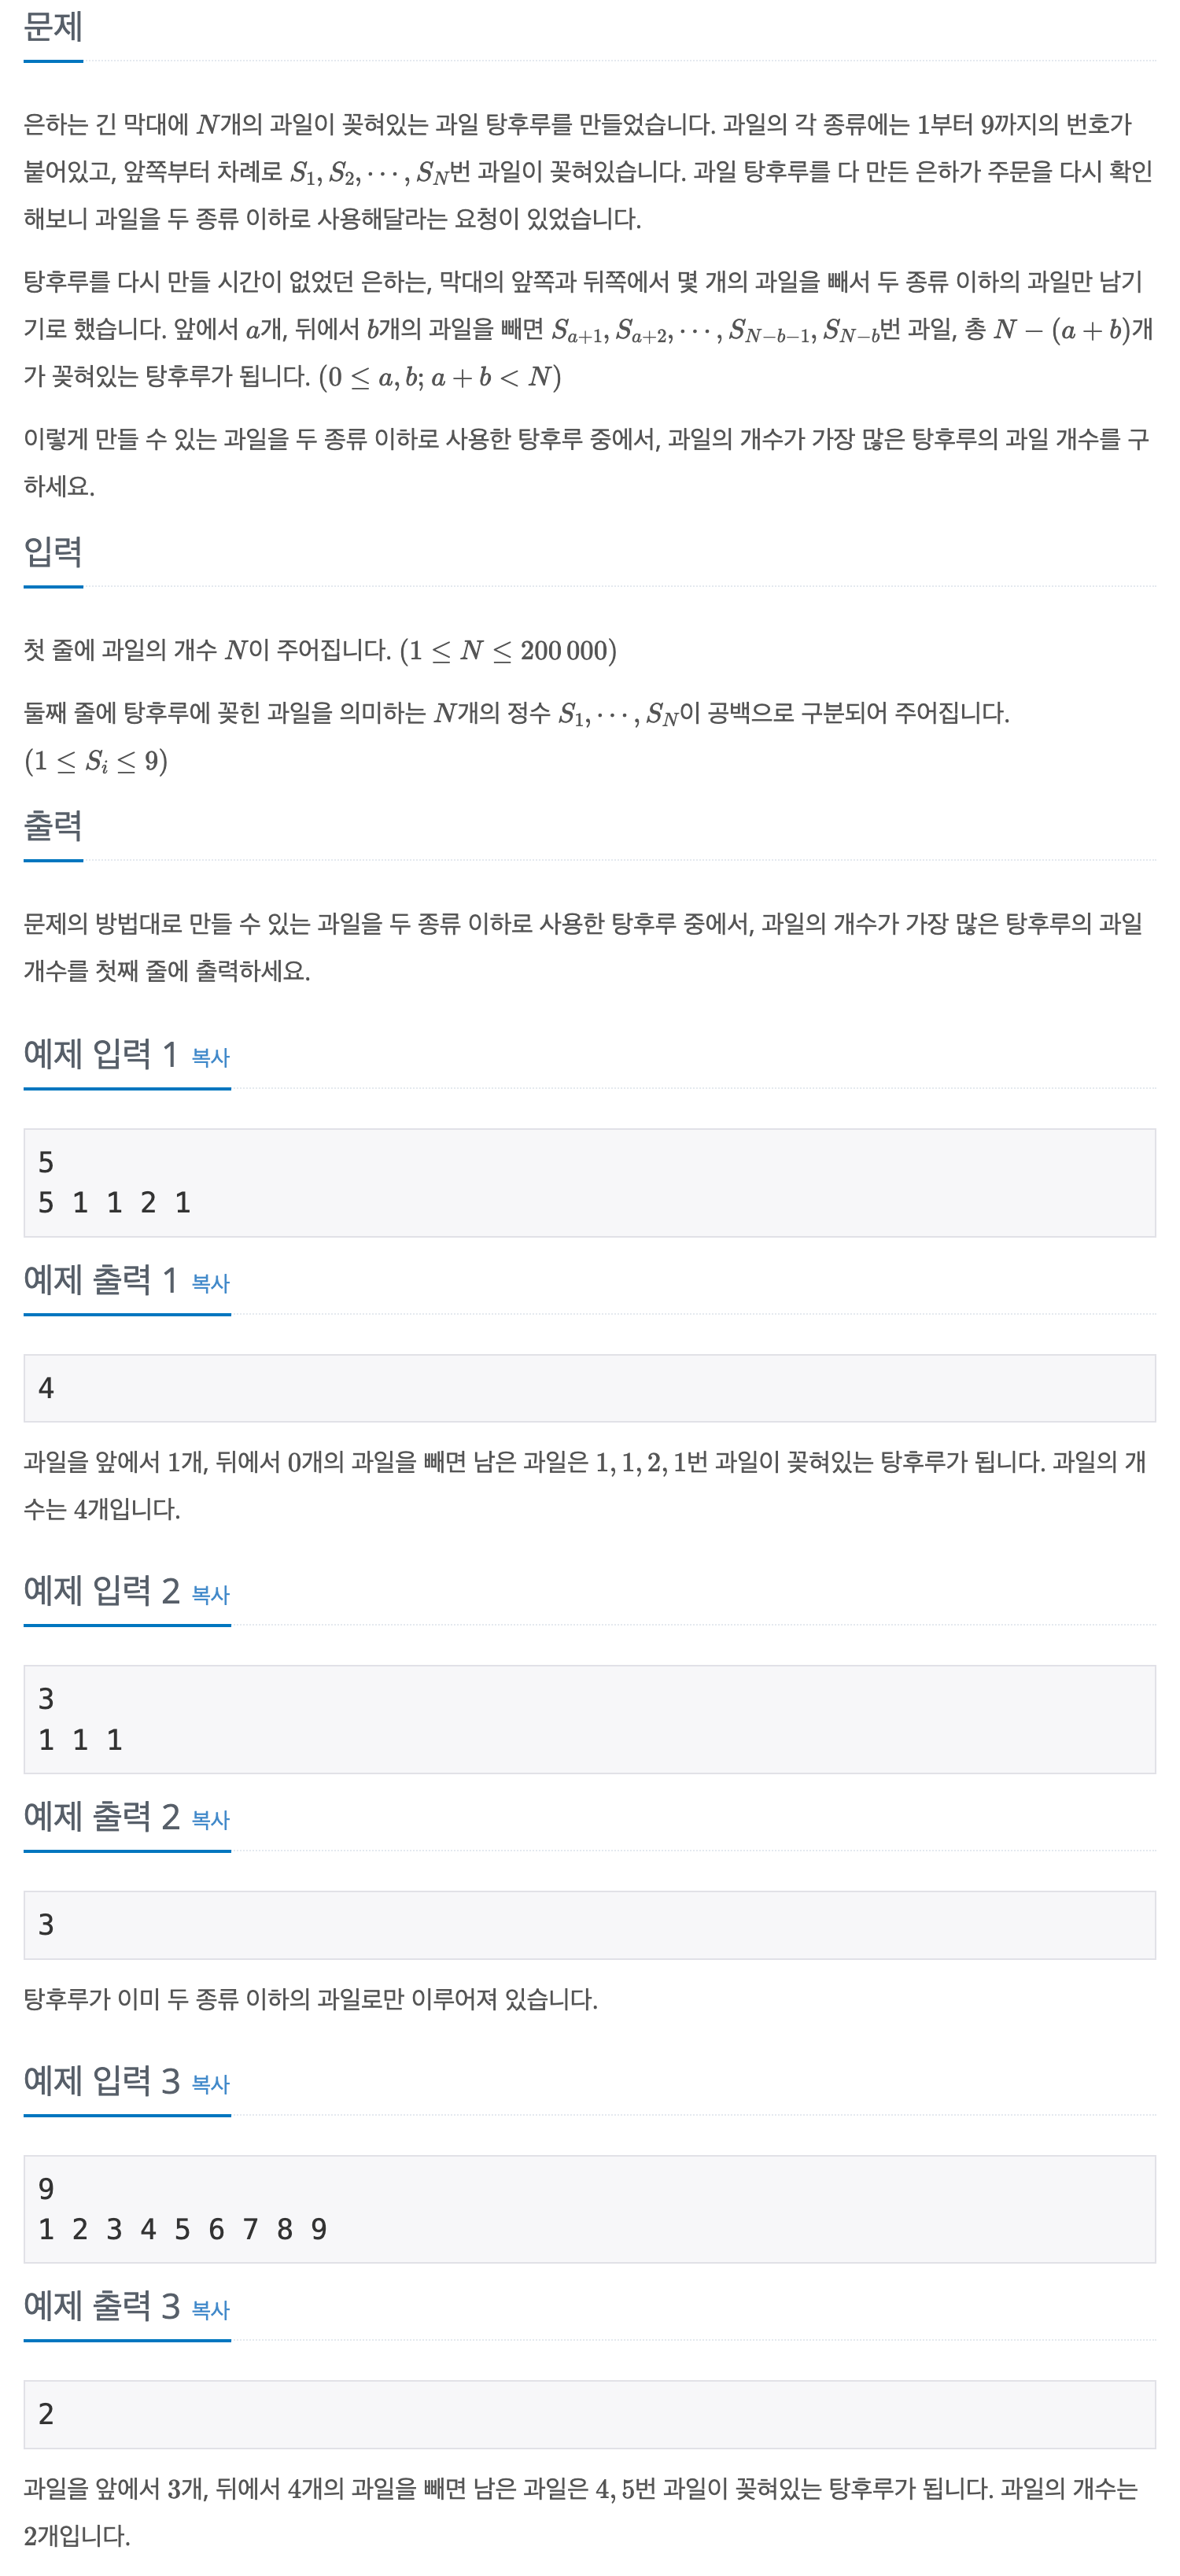 문제
은하는 긴 막대에 N개의 과일이 꽂혀있는 과일 탕후루를 만들었습니다. 과일의 각 종류에는 1부터 9까지의 번호가
붙어있고, 앞쪽부터 차례로 S₁, S₂, ⋯, S_N번 과일이 꽂혀있습니다. 과일 탕후루를 다 만든 은하가 주문을 다시 확인
해보니 과일을 두 종류 이하로 사용해달라는 요청이 있었습니다.
탕후루를 다시 만들 시간이 없었던 은하는, 막대의 앞쪽과 뒤쪽에서 몇 개의 과일을 빼서 두 종류 이하의 과일만 남기
기로 했습니다. 앞에서 a개, 뒤에서 b개의 과일을 빼면 S_{a+1}, S_{a+2}, ⋯, S_{N-b-1}, S_{N-b}번 과일, 총 N − (a + b)개
가 꽂혀있는 탕후루가 됩니다. (0 ≤ a, b; a + b < N)
이렇게 만들 수 있는 과일을 두 종류 이하로 사용한 탕후루 중에서, 과일의 개수가 가장 많은 탕후루의 과일 개수를 구
하세요.
입력
첫 줄에 과일의 개수 N이 주어집니다. (1 ≤ N ≤ 200 000)
둘째 줄에 탕후루에 꽂힌 과일을 의미하는 N개의 정수 S₁, ⋯, S_N이 공백으로 구분되어 주어집니다.
(1 ≤ S_i ≤ 9)
출력
문제의 방법대로 만들 수 있는 과일을 두 종류 이하로 사용한 탕후루 중에서, 과일의 개수가 가장 많은 탕후루의 과일
개수를 첫째 줄에 출력하세요.
예제 입력 1 복사
5
5 1 1 2 1
예제 출력 1 복사
4
과일을 앞에서 1개, 뒤에서 0개의 과일을 빼면 남은 과일은 1, 1, 2, 1번 과일이 꽂혀있는 탕후루가 됩니다. 과일의 개
수는 4개입니다.
예제 입력 2 복사
3
1 1 1
예제 출력 2 복사
3
탕후루가 이미 두 종류 이하의 과일로만 이루어져 있습니다.
예제 입력 3 복사
9
1 2 3 4 5 6 7 8 9
예제 출력 3 복사
2
과일을 앞에서 3개, 뒤에서 4개의 과일을 빼면 남은 과일은 4, 5번 과일이 꽂혀있는 탕후루가 됩니다. 과일의 개수는
2개입니다.